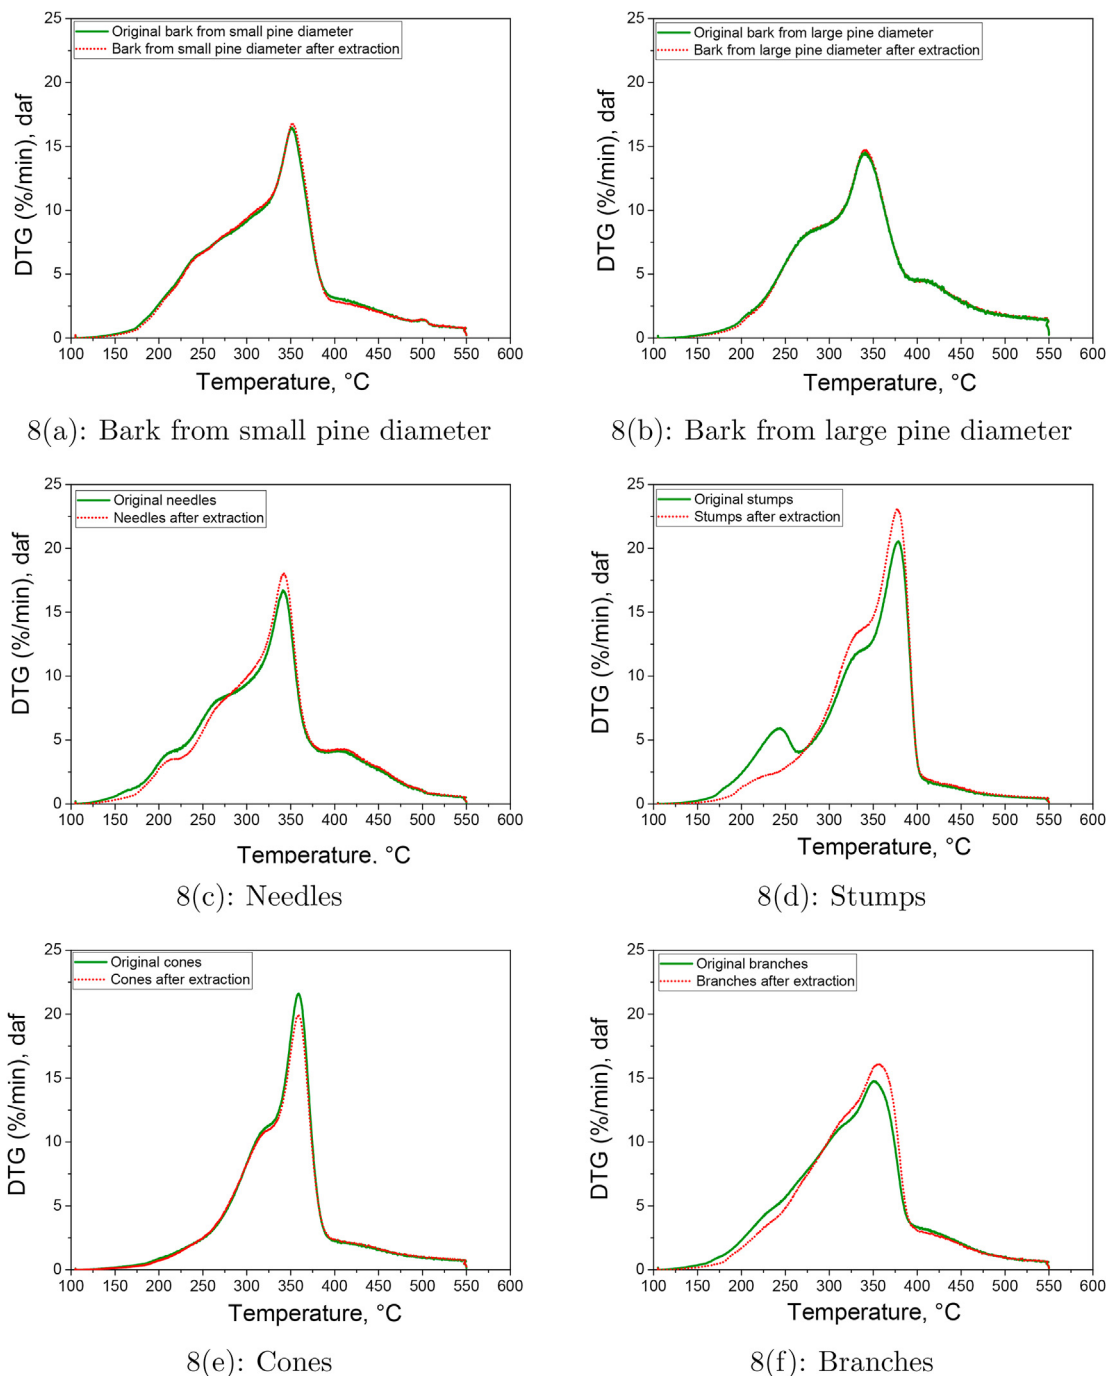 Original bark from small pine diameter
Bark from small pine diameter after extraction
DTG (%/min), daf
25
20
15
10
5
0
100 150 200 250 300 350 400 450 500 550 600
Temperature, °C
8(a): Bark from small pine diameter
Original bark from large pine diameter
Bark from large pine diameter after extraction
DTG (%/min), daf
25
20
15
10
5
0
100 150 200 250 300 350 400 450 500 550 600
Temperature, °C
8(b): Bark from large pine diameter
Original needles
Needles after extraction
DTG (%/min), daf
25
20
15
10
5
0
100 150 200 250 300 350 400 450 500 550 600
Temperature, °C
8(c): Needles
Original stumps
Stumps after extraction
DTG (%/min), daf
25
20
15
10
5
0
100 150 200 250 300 350 400 450 500 550 600
Temperature, °C
8(d): Stumps
Original cones
Cones after extraction
DTG (%/min), daf
25
20
15
10
5
0
100 150 200 250 300 350 400 450 500 550 600
Temperature, °C
8(e): Cones
Original branches
Branches after extraction
DTG (%/min), daf
25
20
15
10
5
0
100 150 200 250 300 350 400 450 500 550 600
Temperature, °C
8(f): Branches